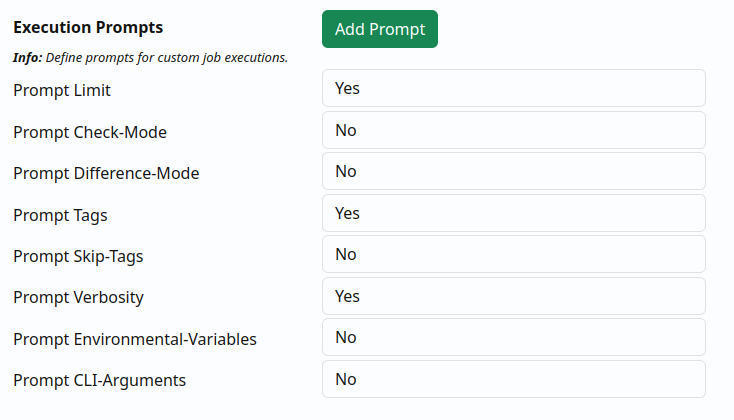 Execution Prompts
Add Prompt
Info: Define prompts for custom job executions.
Prompt Limit
Yes
Prompt Check-Mode
No
Prompt Difference-Mode
No
Prompt Tags
Yes
Prompt Skip-Tags
No
Prompt Verbosity
Yes
Prompt Environmental-Variables
No
Prompt CLI-Arguments
No